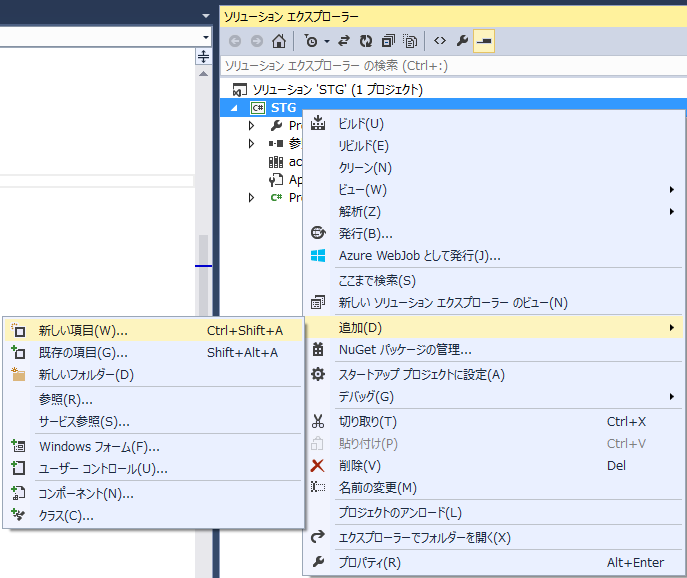 ソリューション エクスプローラー
ソリューション エクスプローラー の検索 (Ctrl+:)
ソリューション 'STG' (1 プロジェクト)
C# STG
Pr
参
ac
Ap
C# Pr
ビルド(U)
リビルド(E)
クリーン(N)
ビュー(W)
解析(Z)
発行(B)...
Azure WebJob として発行(J)...
ここまで検索(S)
新しい ソリューション エクスプローラー のビュー(N)
追加(D)
NuGet パッケージの管理...
スタートアップ プロジェクトに設定(A)
デバッグ(G)
切り取り(T) Ctrl+X
貼り付け(P) Ctrl+V
削除(V) Del
名前の変更(M)
プロジェクトのアンロード(L)
エクスプローラーでフォルダーを開く(X)
プロパティ(R) Alt+Enter
新しい項目(W)... Ctrl+Shift+A
既存の項目(G)... Shift+Alt+A
新しいフォルダー(D)
参照(R)...
サービス参照(S)...
Windows フォーム(F)...
ユーザー コントロール(U)...
コンポーネント(N)...
クラス(C)...